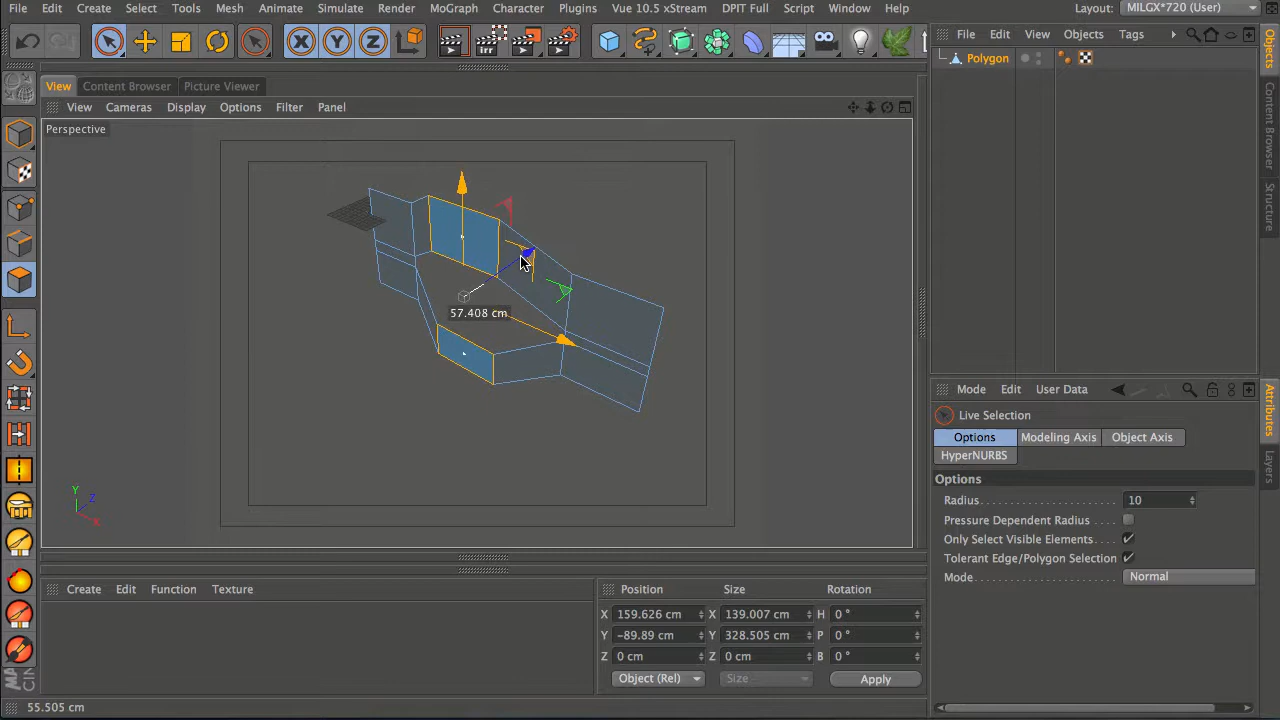 File Edit Create Select Tools Mesh Animate Simulate Render MoGraph Character Plugins Vue 10.5 xStream DPIT Full Script Window Help Layout: MILGX*720 (User)
X Y Z irr
View Content Browser Picture Viewer
View Cameras Display Options Filter Panel
Perspective
57.408 cm
Y
Z
X
Create Edit Function Texture
Position Size Rotation
X 159.626 cm X 139.007 cm H 0 °
Y -89.89 cm Y 328.505 cm P 0 °
Z 0 cm Z 0 cm B 0 °
Object (Rel) Size Apply
55.505 cm
File Edit View Objects Tags
Polygon
Objects
Content Browser
Structure
Mode Edit User Data
Live Selection
Options Modeling Axis Object Axis
HyperNURBS
Options
Radius 10
Pressure Dependent Radius
Only Select Visible Elements
Tolerant Edge/Polygon Selection
Mode Normal
Attributes
Layers